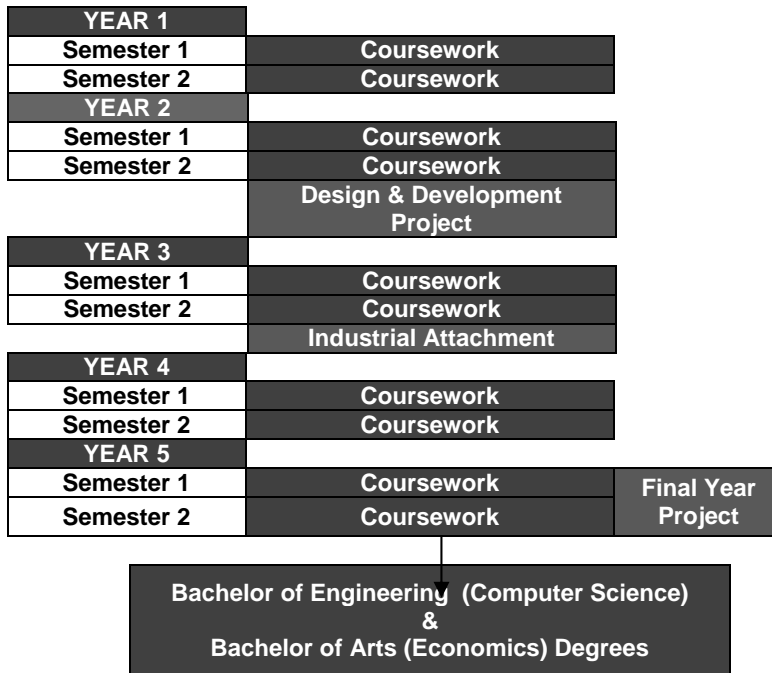 YEAR 1
Semester 1 Coursework
Semester 2 Coursework
YEAR 2
Semester 1 Coursework
Semester 2 Coursework
Design & Development
Project
YEAR 3
Semester 1 Coursework
Semester 2 Coursework
Industrial Attachment
YEAR 4
Semester 1 Coursework
Semester 2 Coursework
YEAR 5
Semester 1 Coursework Final Year
Semester 2 Coursework Project
Bachelor of Engineering (Computer Science)
&
Bachelor of Arts (Economics) Degrees